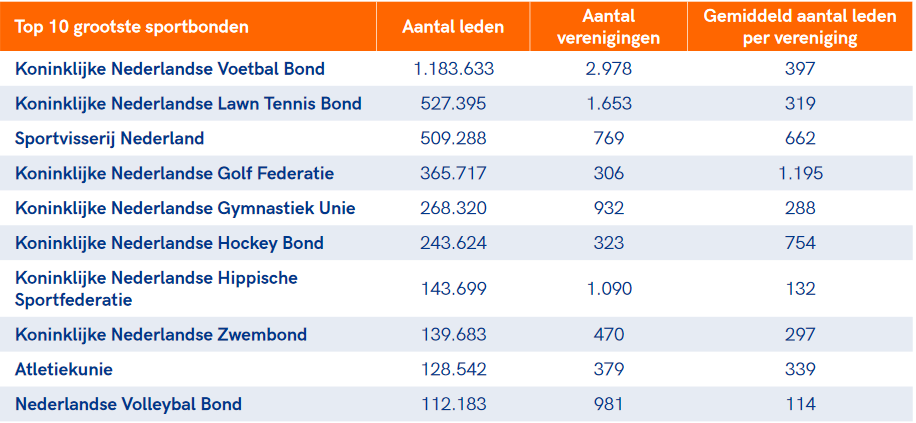 Top 10 grootste sportbonden Aantal leden Aantal verenigingen Gemiddeld aantal leden per vereniging
Koninklijke Nederlandse Voetbal Bond 1.183.633 2.978 397
Koninklijke Nederlandse Lawn Tennis Bond 527.395 1.653 319
Sportvisserij Nederland 509.288 769 662
Koninklijke Nederlandse Golf Federatie 365.717 306 1.195
Koninklijke Nederlandse Gymnastiek Unie 268.320 932 288
Koninklijke Nederlandse Hockey Bond 243.624 323 754
Koninklijke Nederlandse Hippische Sportfederatie 143.699 1.090 132
Koninklijke Nederlandse Zwembond 139.683 470 297
Atletiekunie 128.542 379 339
Nederlandse Volleybal Bond 112.183 981 114